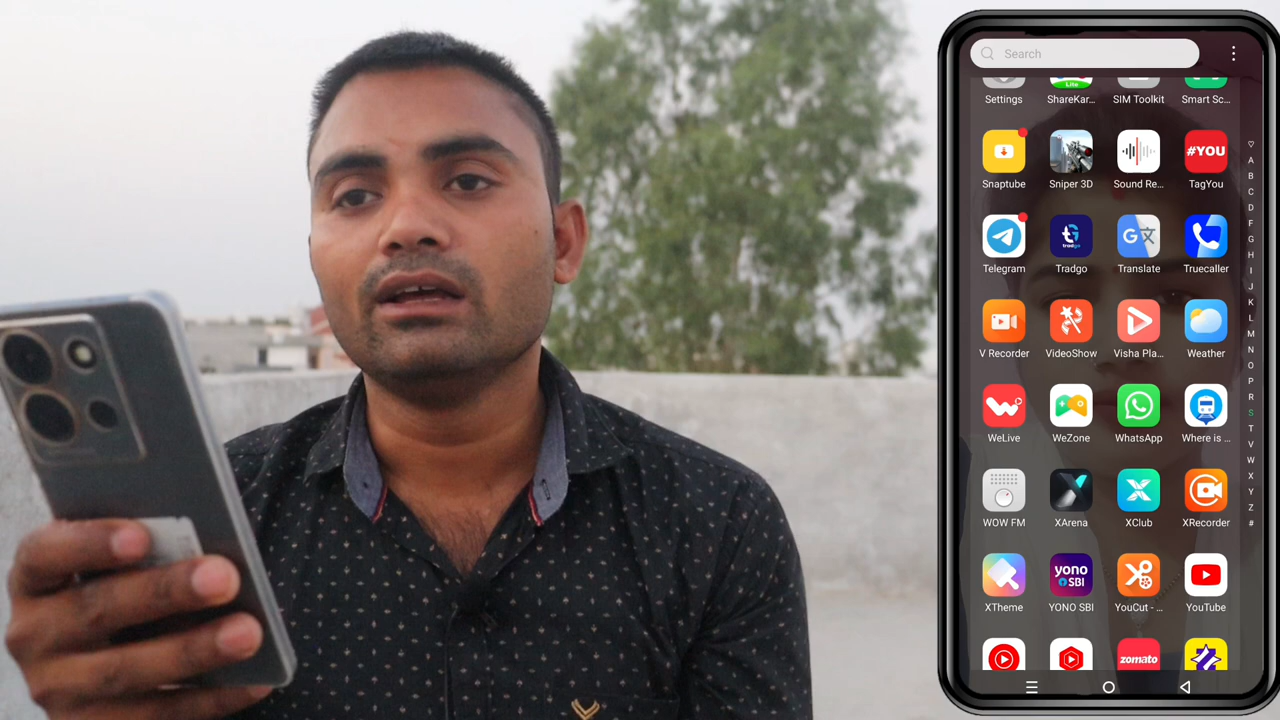 Search
Settings ShareKar... SIM Toolkit Smart Sc...
Lite
#YOU
Snaptube Sniper 3D Sound Re... TagYou
tradgo
Telegram Tradgo Translate Truecaller
V Recorder VideoShow Visha Pla... Weather
WeLive WeZone WhatsApp Where is ...
WOW FM XArena XClub XRecorder
yono
SBI
XTheme YONO SBI YouCut - ... YouTube
zomato
A
B
C
D
F
G
H
I
J
K
L
M
N
O
P
R
S
T
V
W
X
Y
Z
#